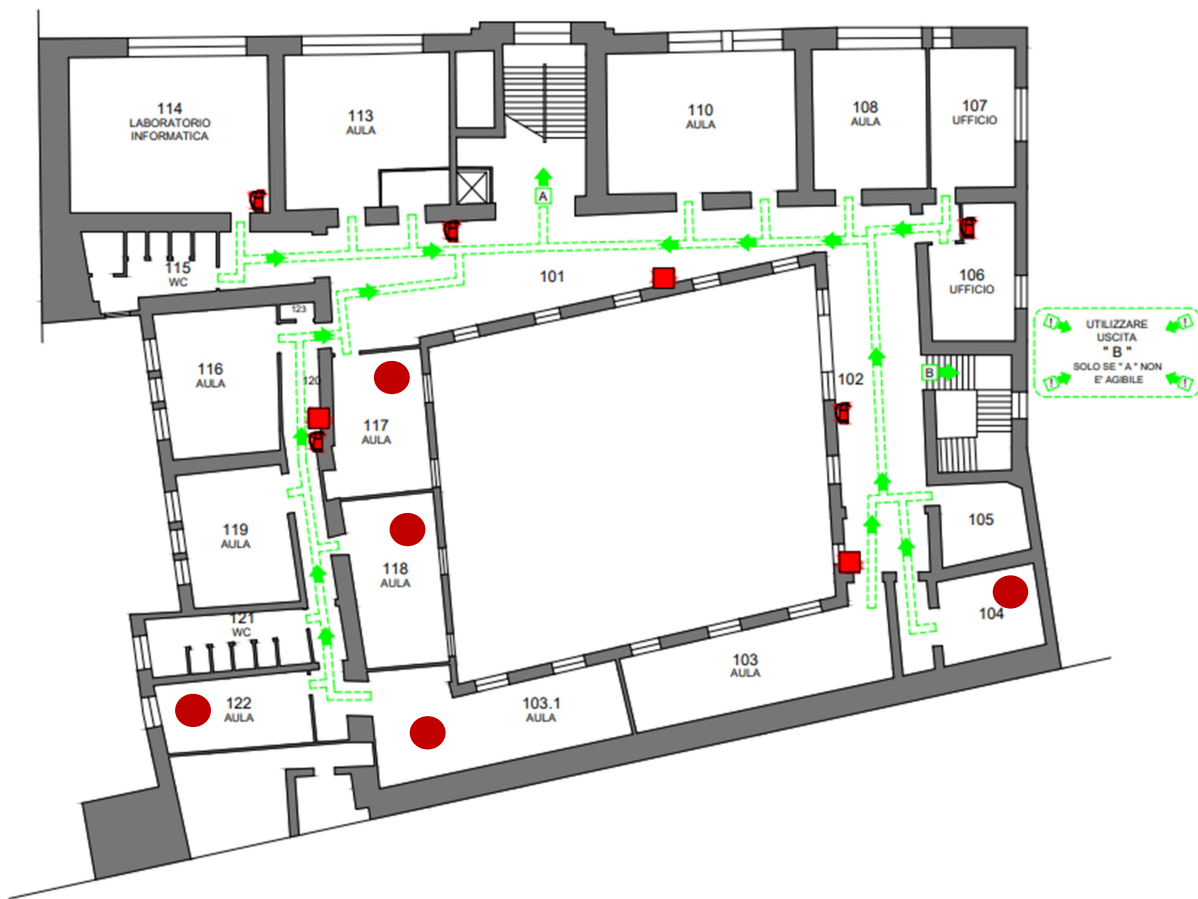 114
LABORATORIO
INFORMATICA
113
AULA
110
AULA
108
AULA
107
UFFICIO
A
115
WC
101
106
UFFICIO
123
116
AULA
120
117
AULA
102
B
! UTILIZZARE !
USCITA
" B "
SOLO SE " A " NON
! E' AGIBILE !
119
AULA
118
AULA
105
104
121
WC
122
AULA
103.1
AULA
103
AULA